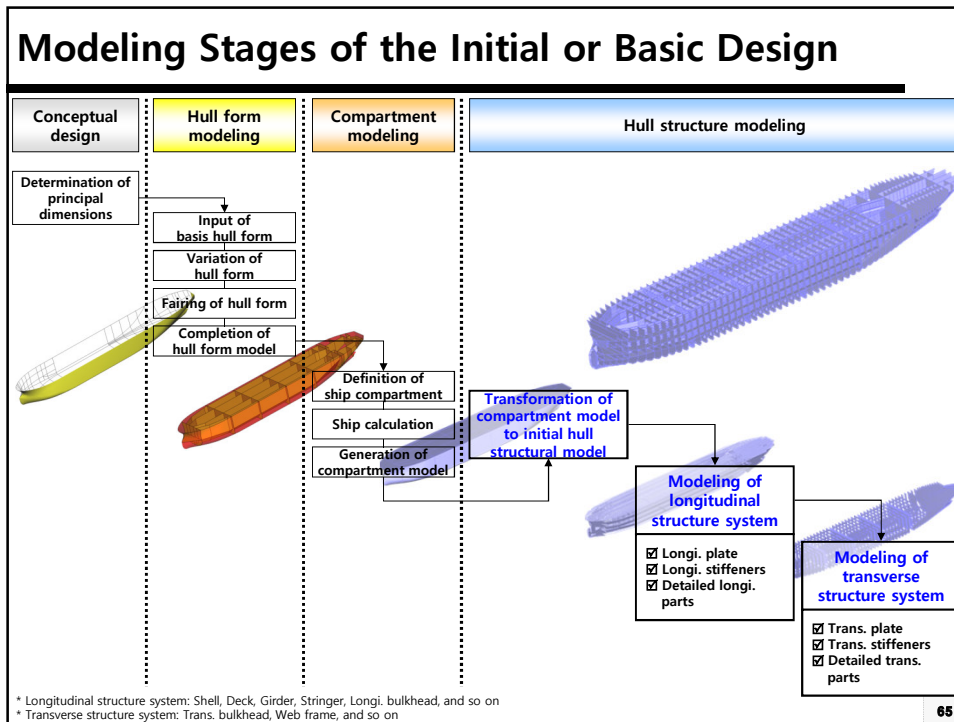 Modeling Stages of the Initial or Basic Design
Conceptual
design
Hull form
modeling
Compartment
modeling
Hull structure modeling
Determination of
principal
dimensions
Input of
basis hull form
Variation of
hull form
Fairing of hull form
Completion of
hull form model
Definition of
ship compartment
Ship calculation
Generation of
compartment model
Transformation of
compartment model
to initial hull
structural model
Modeling of
longitudinal
structure system
☑ Longi. plate
☑ Longi. stiffeners
☑ Detailed longi.
parts
Modeling of
transverse
structure system
☑ Trans. plate
☑ Trans. stiffeners
☑ Detailed trans.
parts
* Longitudinal structure system: Shell, Deck, Girder, Stringer, Longi. bulkhead, and so on
* Transverse structure system: Trans. bulkhead, Web frame, and so on
65